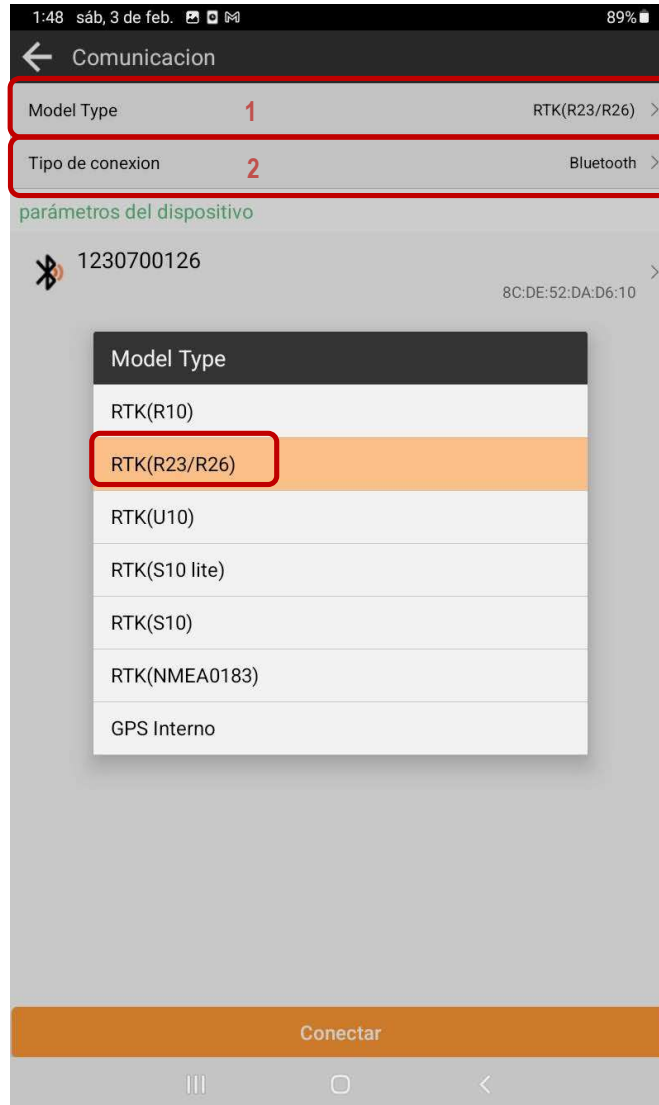 1:48 sáb, 3 de feb. 89%
Comunicacion
Model Type 1 RTK(R23/R26)
Tipo de conexion 2 Bluetooth
parámetros del dispositivo
1230700126
8C:DE:52:DA:D6:10
Model Type
RTK(R10)
RTK(R23/R26)
RTK(U10)
RTK(S10 lite)
RTK(S10)
RTK(NMEA0183)
GPS Interno
Conectar